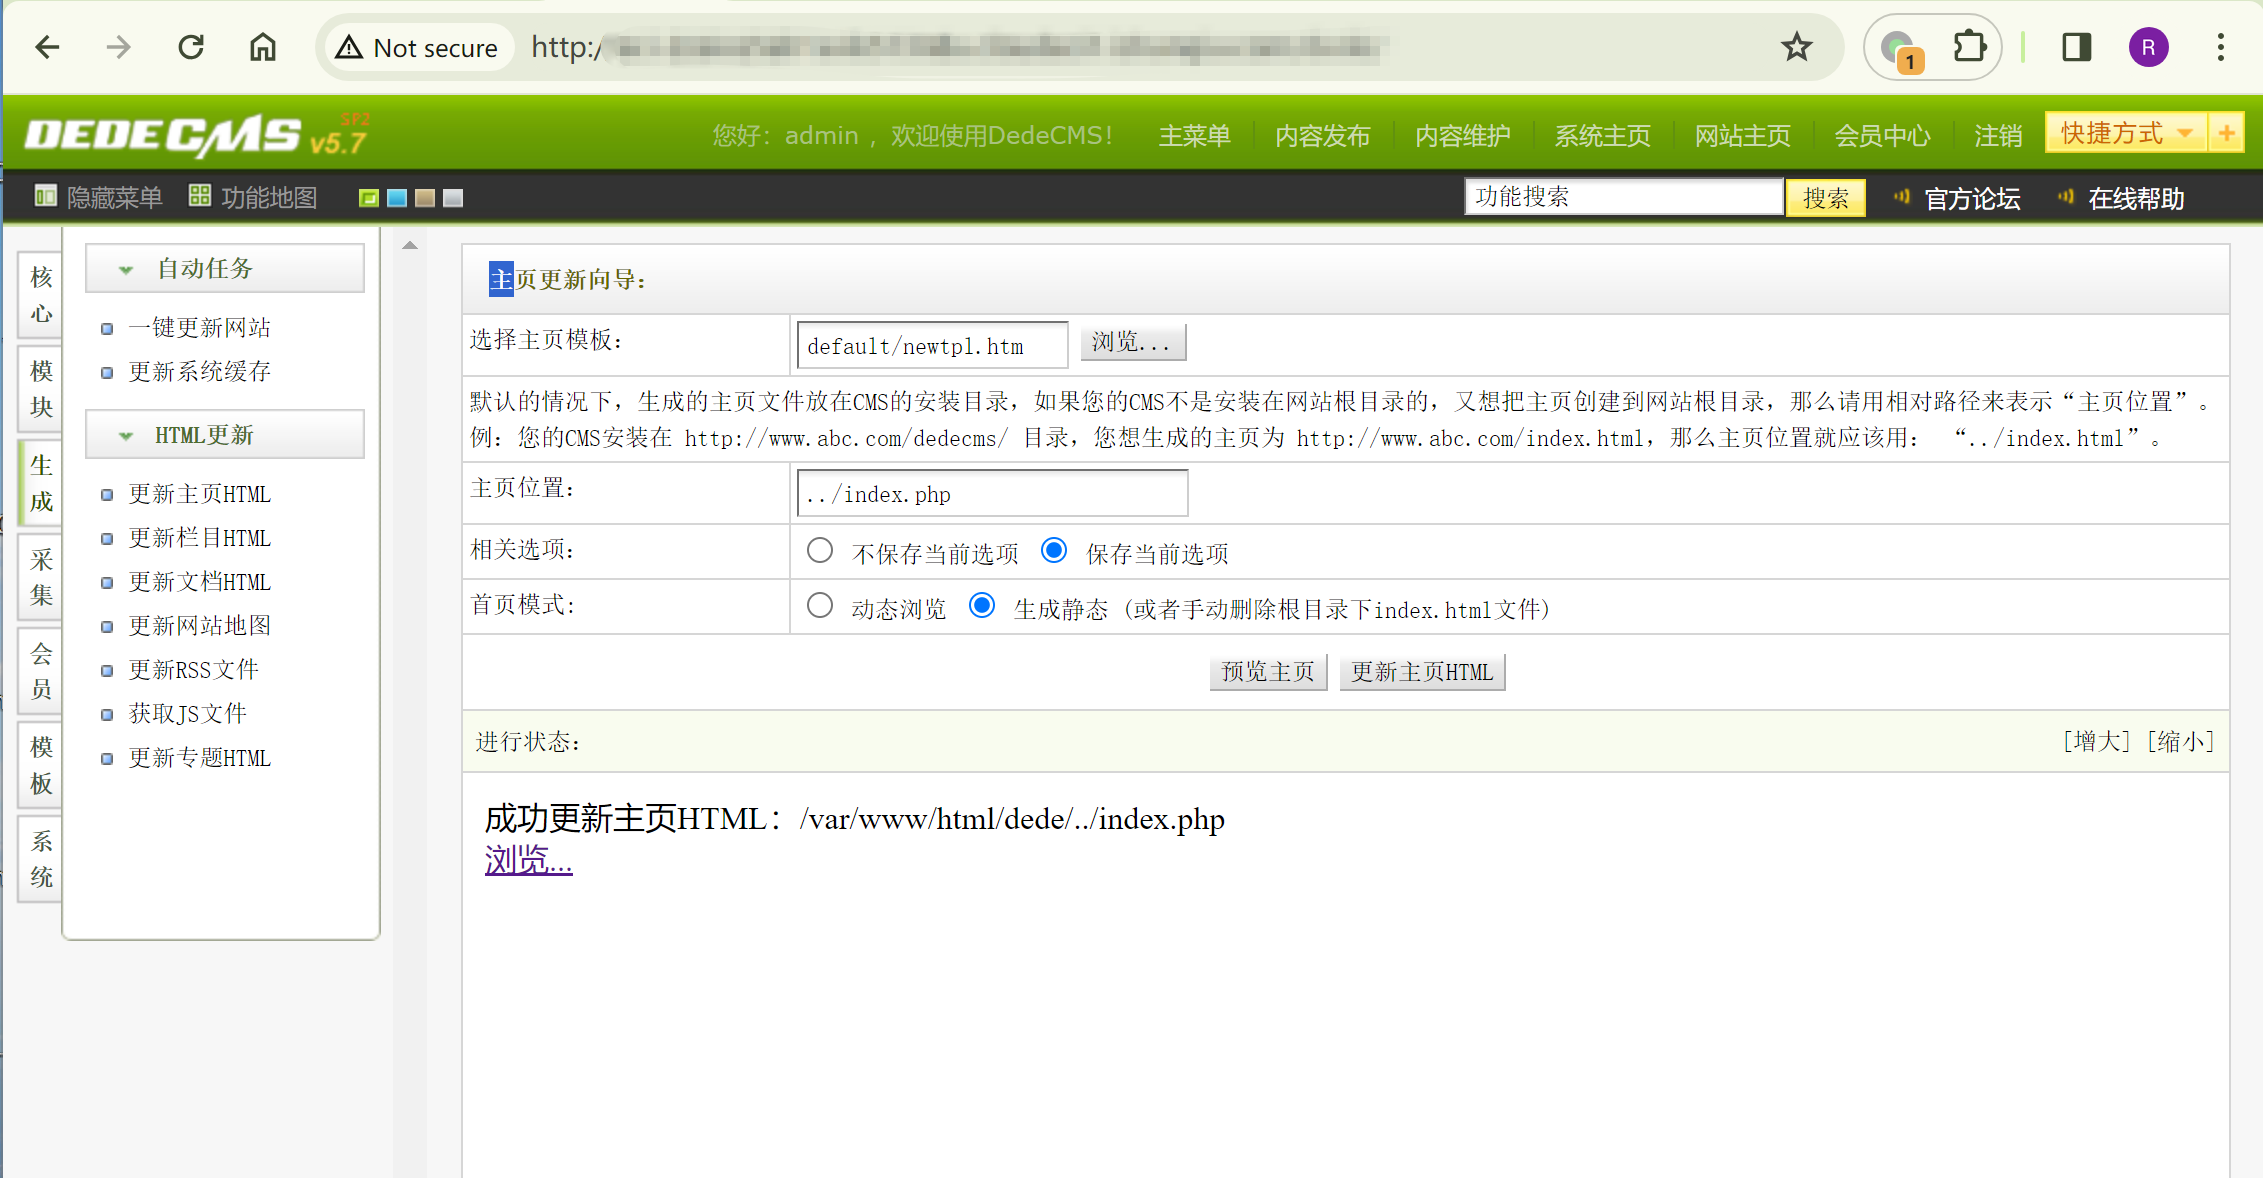 Not secure
http:/
1
R
DEDECMS v5.7 SP2
您好：admin ，欢迎使用DedeCMS！
主菜单
内容发布
内容维护
系统主页
网站主页
会员中心
注销
快捷方式
+
隐藏菜单
功能地图
功能搜索
搜索
官方论坛
在线帮助
核心
模块
生成
采集
会员
模板
系统
自动任务
一键更新网站
更新系统缓存
HTML更新
更新主页HTML
更新栏目HTML
更新文档HTML
更新网站地图
更新RSS文件
获取JS文件
更新专题HTML
主页更新向导：
选择主页模板：
default/newtpl.htm
浏览...
默认的情况下，生成的主页文件放在CMS的安装目录，如果您的CMS不是安装在网站根目录的，又想把主页创建到网站根目录，那么请用相对路径来表示“主页位置”。
例：您的CMS安装在 http://www.abc.com/dedecms/ 目录，您想生成的主页为 http://www.abc.com/index.html，那么主页位置就应该用： “../index.html”。
主页位置：
../index.php
相关选项：
不保存当前选项
保存当前选项
首页模式：
动态浏览
生成静态 (或者手动删除根目录下index.html文件)
预览主页
更新主页HTML
进行状态：
[增大] [缩小]
成功更新主页HTML：/var/www/html/dede/../index.php
浏览...